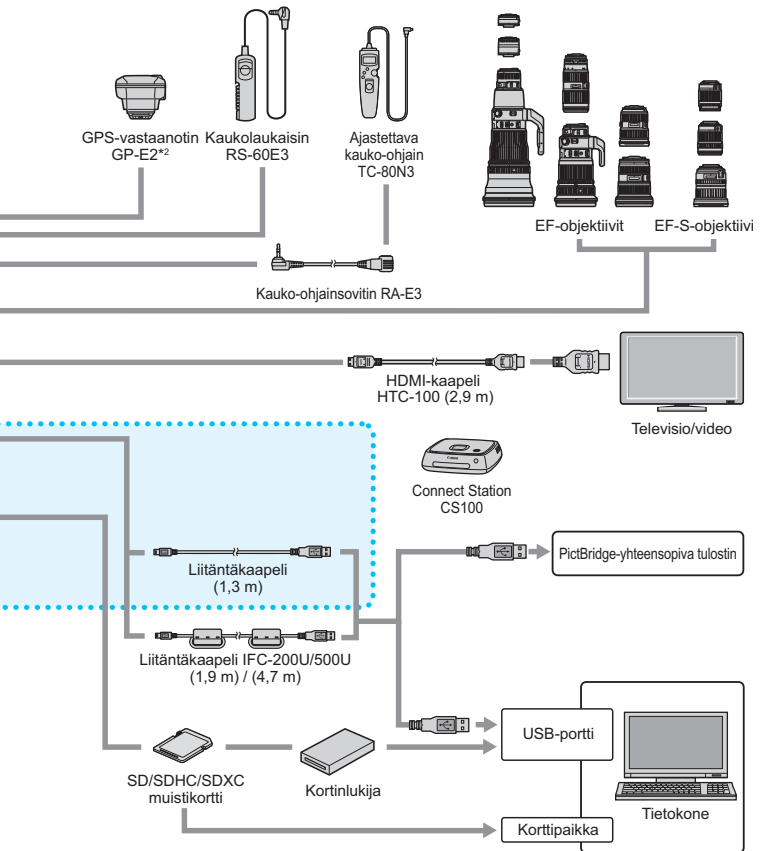 GPS-vastaanotin
GP-E2*2
Kaukolaukaisin
RS-60E3
Ajastettava
kauko-ohjain
TC-80N3
EF-objektiivit
EF-S-objektiivi
Kauko-ohjainsovitin RA-E3
HDMI-kaapeli
HTC-100 (2,9 m)
Televisio/video
Canon
Connect Station
CS100
Liitäntäkaapeli
(1,3 m)
PictBridge-yhteensopiva tulostin
Liitäntäkaapeli IFC-200U/500U
(1,9 m) / (4,7 m)
USB-portti
SD/SDHC/SDXC
muistikortti
Kortinlukija
Tietokone
Korttipaikka